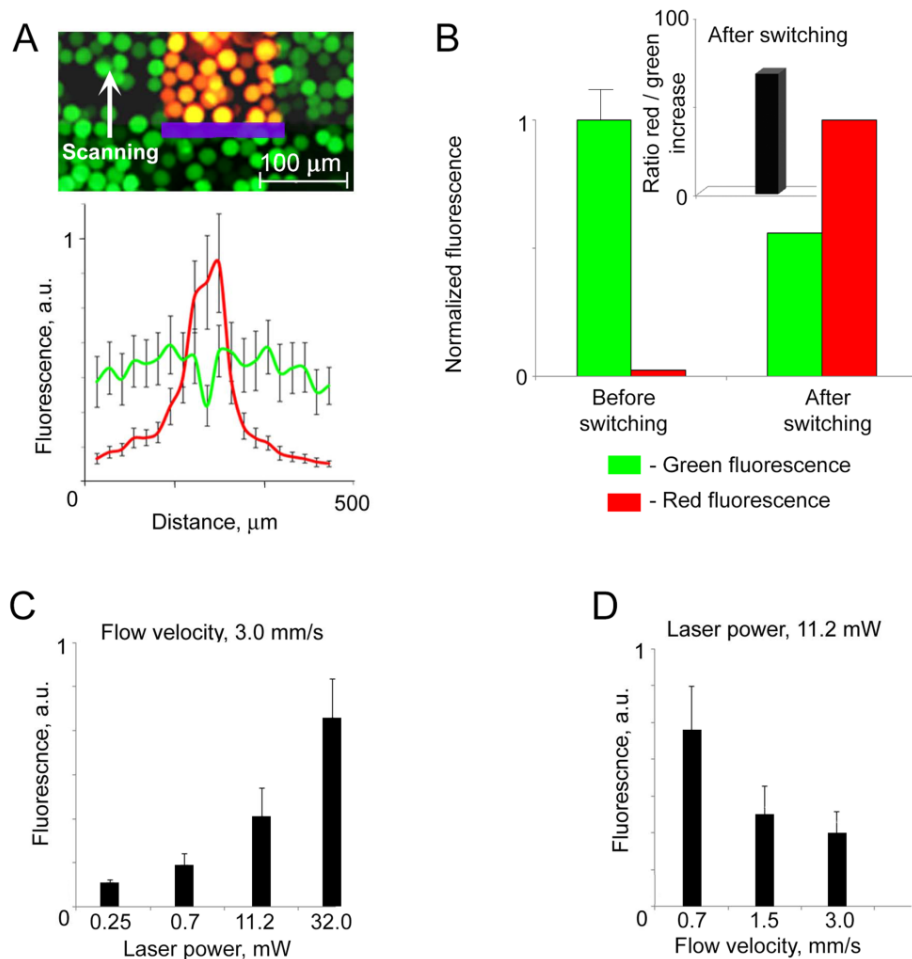 A
Scanning
100 μm
1
Fluorescence, a.u.
0
500
Distance, μm
B
After switching
100
Ratio red / green
increase
0
1
Normalized fluorescence
0
Before
switching
After
switching
- Green fluorescence
- Red fluorescence
C
Flow velocity, 3.0 mm/s
1
Fluorescnce, a.u.
0
0.25 0.7 11.2 32.0
Laser power, mW
D
Laser power, 11.2 mW
1
Fluorescnce, a.u.
0
0.7 1.5 3.0
Flow velocity, mm/s